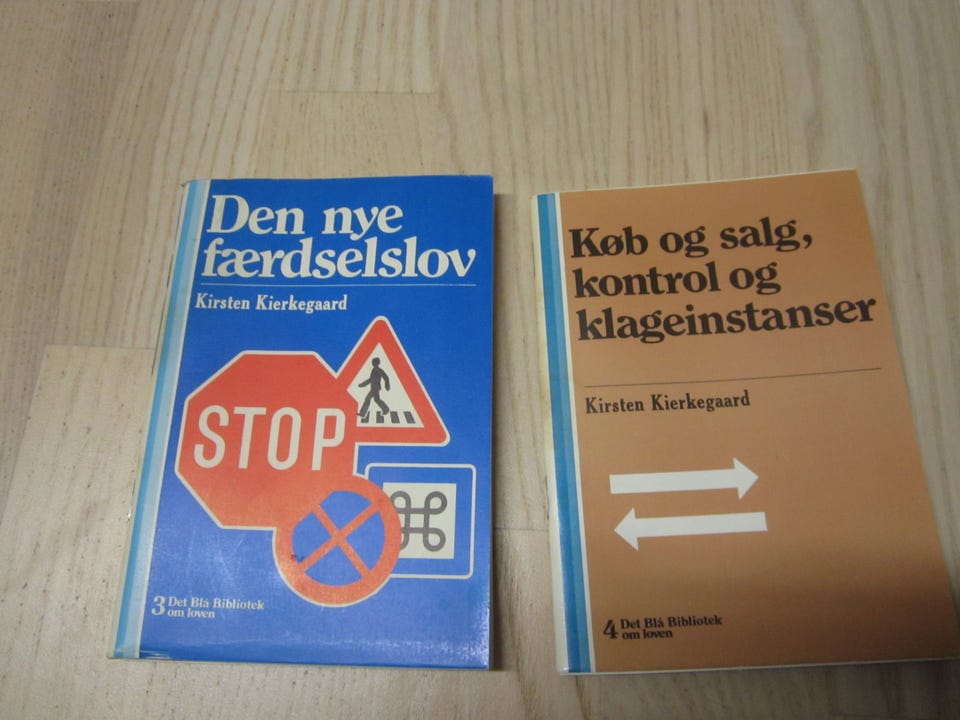 Den nye
færdselslov
Kirsten Kierkegaard
STOP
3 Det Blå Bibliotek
om loven
Køb og salg,
kontrol og
klageinstanser
Kirsten Kierkegaard
4 Det Blå Bibliotek
om loven